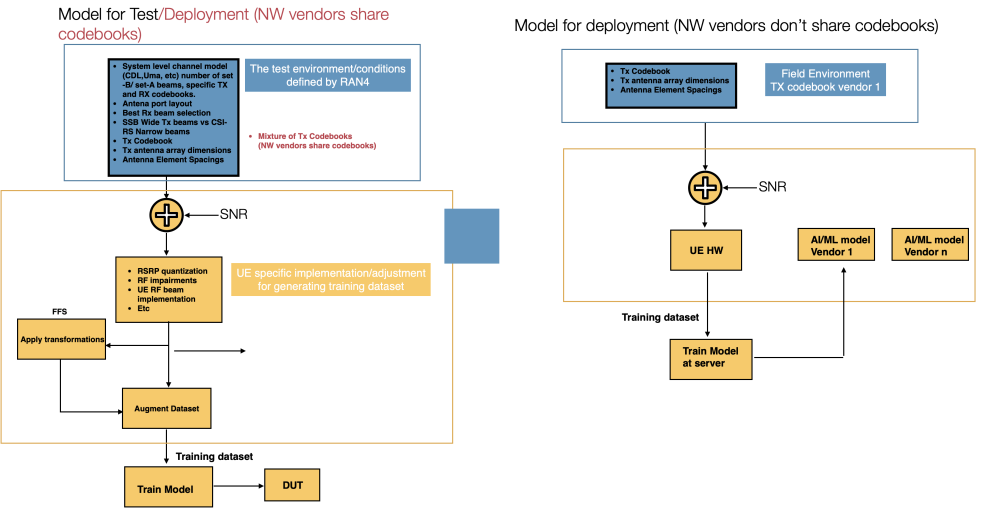 Model for Test/Deployment (NW vendors share
codebooks)
• System level channel model
(CDL,Uma, etc) number of set
-B/ set-A beams, specific TX
and RX codebooks.
• Antena port layout
• Best Rx beam selection
• SSB Wide Tx beams vs CSI-
RS Narrow beams
• Tx Codebook
• Tx antenna array dimensions
• Antenna Element Spacings
The test environment/conditions
defined by RAN4
• Mixture of Tx Codebooks
(NW vendors share codebooks)
SNR
• RSRP quantization
• RF impairments
• UE RF beam
implementation
• Etc
UE specific implementation/adjustment
for generating training dataset
FFS
Apply transformations
Augment Dataset
Training dataset
Train Model
DUT
Model for deployment (NW vendors don't share codebooks)
• Tx Codebook
• Tx antenna array dimensions
• Antenna Element Spacings
Field Environment
TX codebook vendor 1
SNR
UE HW
AI/ML model
Vendor 1
AI/ML model
Vendor n
Training dataset
Train Model
at server